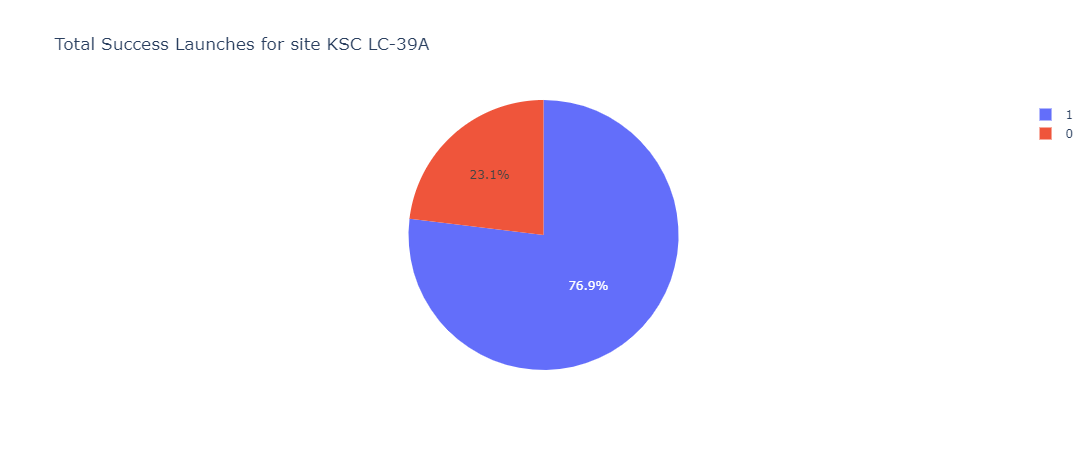 Total Success Launches for site KSC LC-39A
1
0
23.1%
76.9%